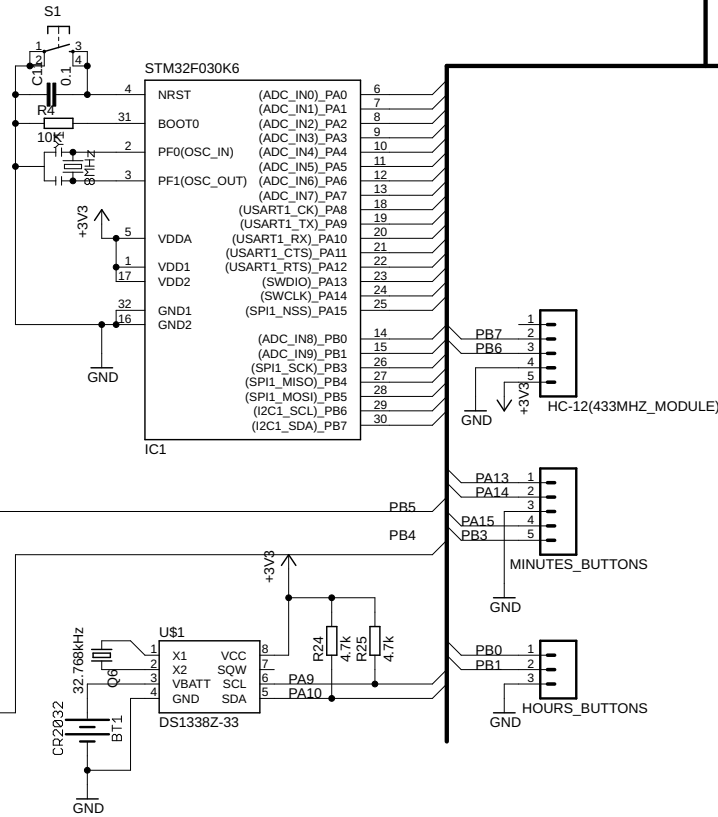 S1
1 3
2 4
C1
0.1
R4
10K
Y1
8MHz
+3V3
GND
STM32F030K6
4 NRST
31 BOOT0
2 PF0(OSC_IN)
3 PF1(OSC_OUT)
5 VDDA
1 VDD1
17 VDD2
32 GND1
16 GND2
(ADC_IN0)_PA0 6
(ADC_IN1)_PA1 7
(ADC_IN2)_PA2 8
(ADC_IN3)_PA3 9
(ADC_IN4)_PA4 10
(ADC_IN5)_PA5 11
(ADC_IN6)_PA6 12
(ADC_IN7)_PA7 13
(USART1_CK)_PA8 18
(USART1_TX)_PA9 19
(USART1_RX)_PA10 20
(USART1_CTS)_PA11 21
(USART1_RTS)_PA12 22
(SWDIO)_PA13 23
(SWCLK)_PA14 24
(SPI1_NSS)_PA15 25
(ADC_IN8)_PB0 14
(ADC_IN9)_PB1 15
(SPI1_SCK)_PB3 26
(SPI1_MISO)_PB4 27
(SPI1_MOSI)_PB5 28
(I2C1_SCL)_PB6 29
(I2C1_SDA)_PB7 30
IC1
1
PB7 2
PB6 3
4
5
GND
+3V3
HC-12(433MHZ_MODULE)
PA13 1
PA14 2
3
PA15 4
PB3 5
MINUTES_BUTTONS
GND
PB5
PB4
+3V3
R24
4.7k
R25
4.7k
U$1
1 X1
2 X2
3 VBATT
4 GND
VCC 8
SQW 7
SCL 6 PA9
SDA 5 PA10
DS1338Z-33
32.768kHz
Q6
CR2032
BT1
GND
PB0 1
PB1 2
3
HOURS_BUTTONS
GND